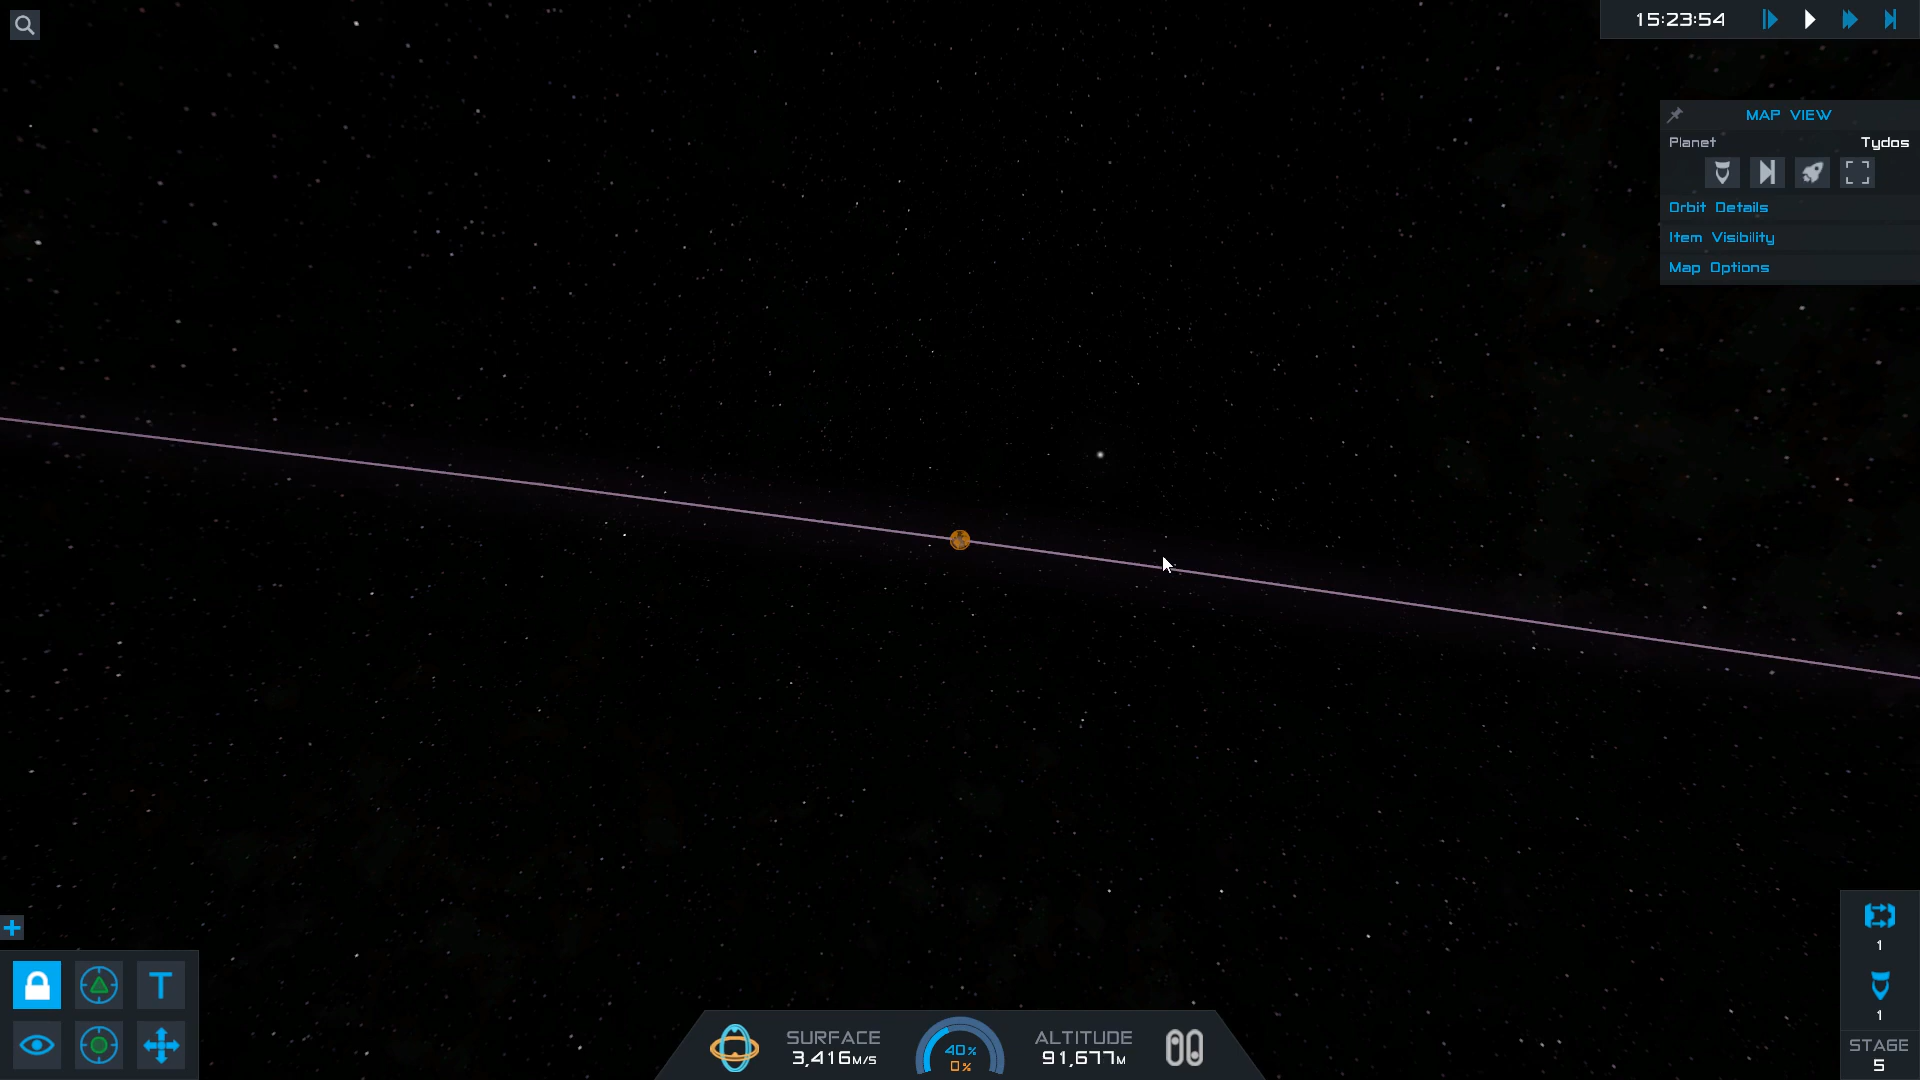 15:23:54
MAP VIEW
Planet Tydos
Orbit Details
Item Visibility
Map Options
T
SURFACE
3,416M/S
40%
0%
ALTITUDE
91,677M
1
1
STAGE
5